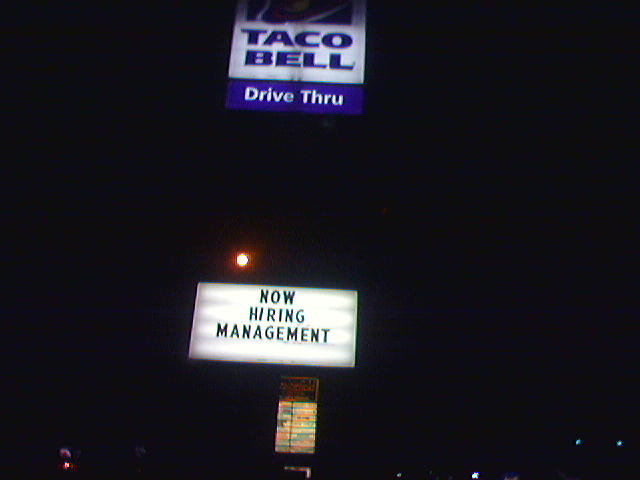 TACO
BELL
Drive Thru
NOW
HIRING
MANAGEMENT